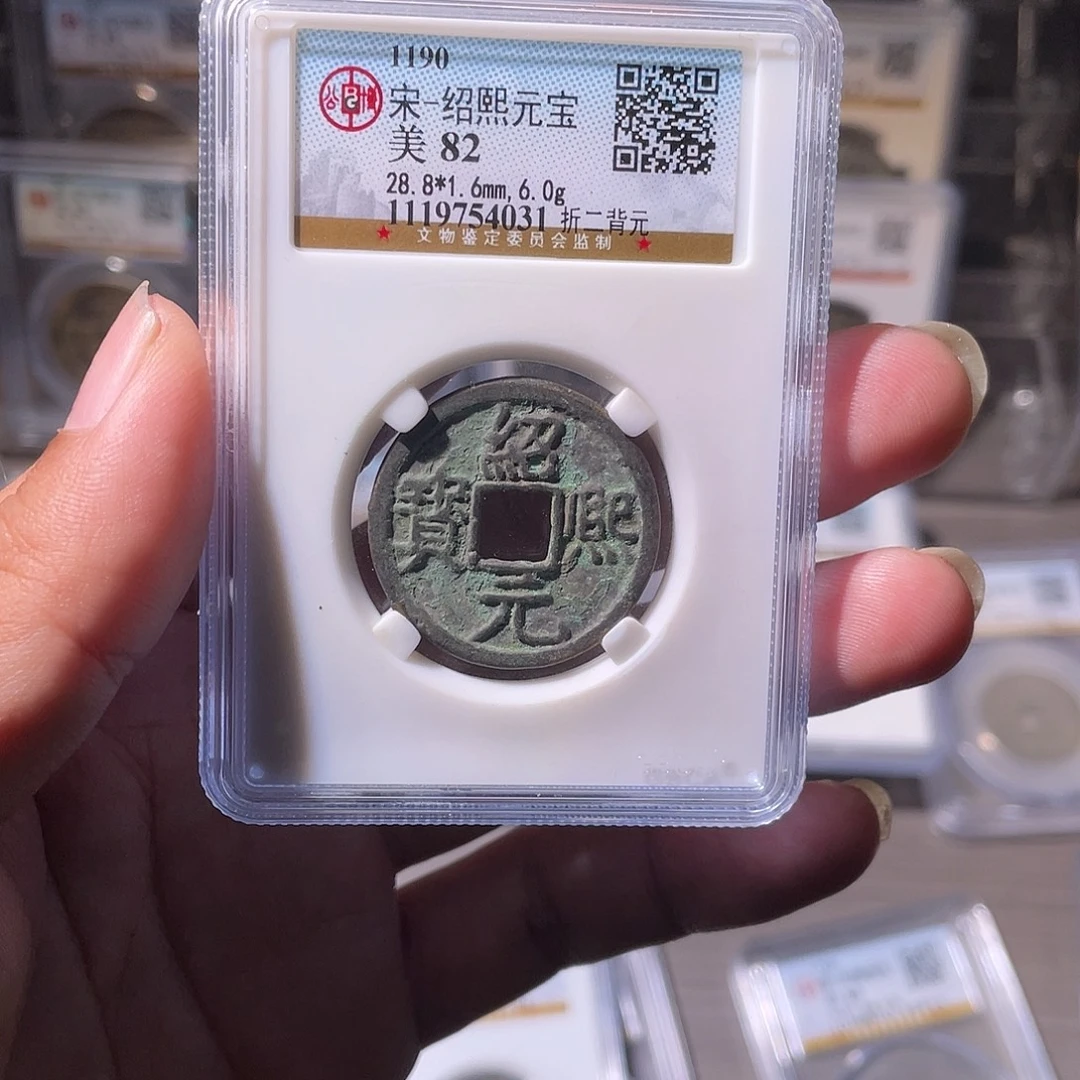 1190
宋-绍熙元宝
美 82
28.8*1.6mm,6.0g
1119754031 折二背元
文物鉴定委员会监制
紹
熙
元
寶